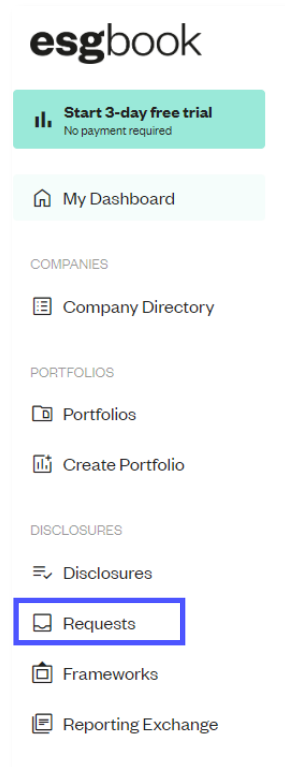 esgbook
Start 3-day free trial
No payment required
My Dashboard
COMPANIES
Company Directory
PORTFOLIOS
Portfolios
Create Portfolio
DISCLOSURES
Disclosures
Requests
Frameworks
Reporting Exchange